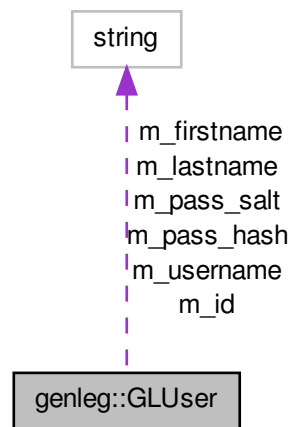 string
m_firstname
m_lastname
m_pass_salt
m_pass_hash
m_username
m_id
genleg::GLUser